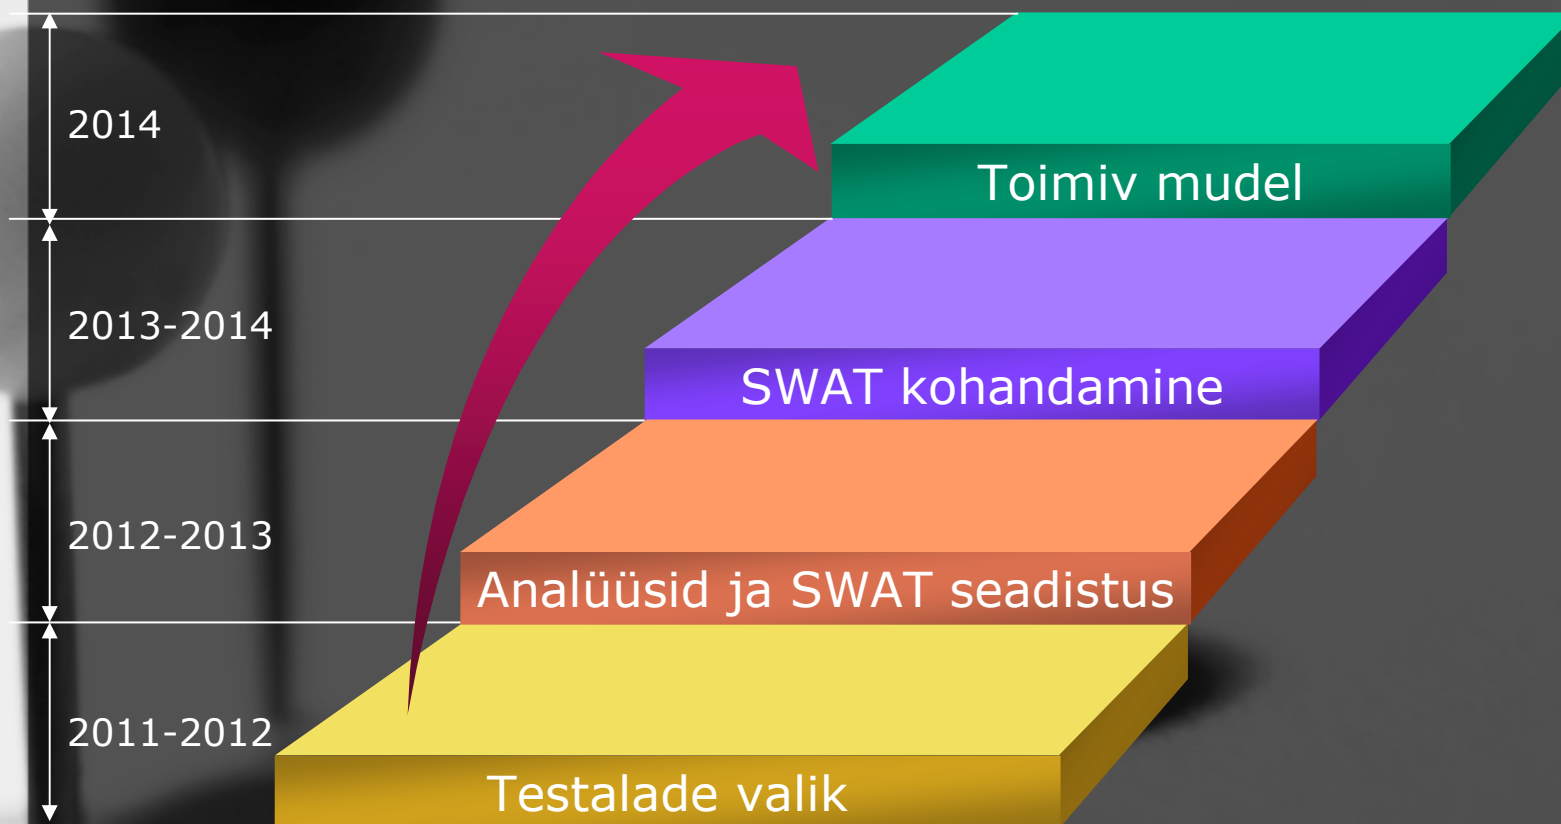 2014
Toimiv mudel
2013-2014
SWAT kohandamine
2012-2013
Analüüsid ja SWAT seadistus
2011-2012
Testalade valik